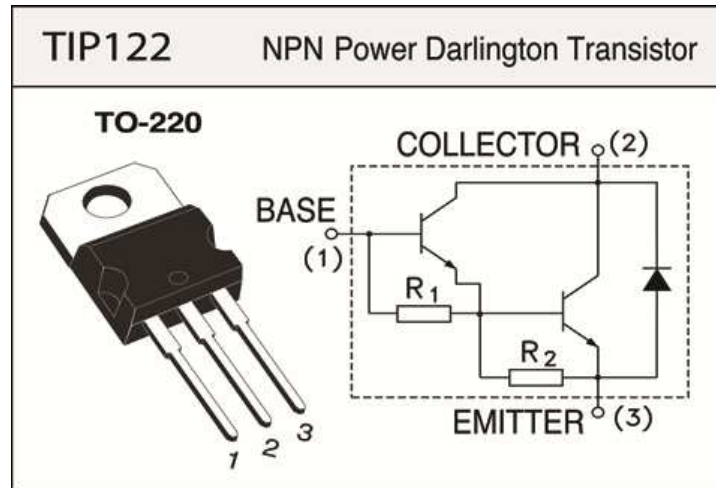 TIP122 NPN Power Darlington Transistor
TO-220
COLLECTOR (2)
BASE
(1)
R1
R2
EMITTER (3)
1 2 3